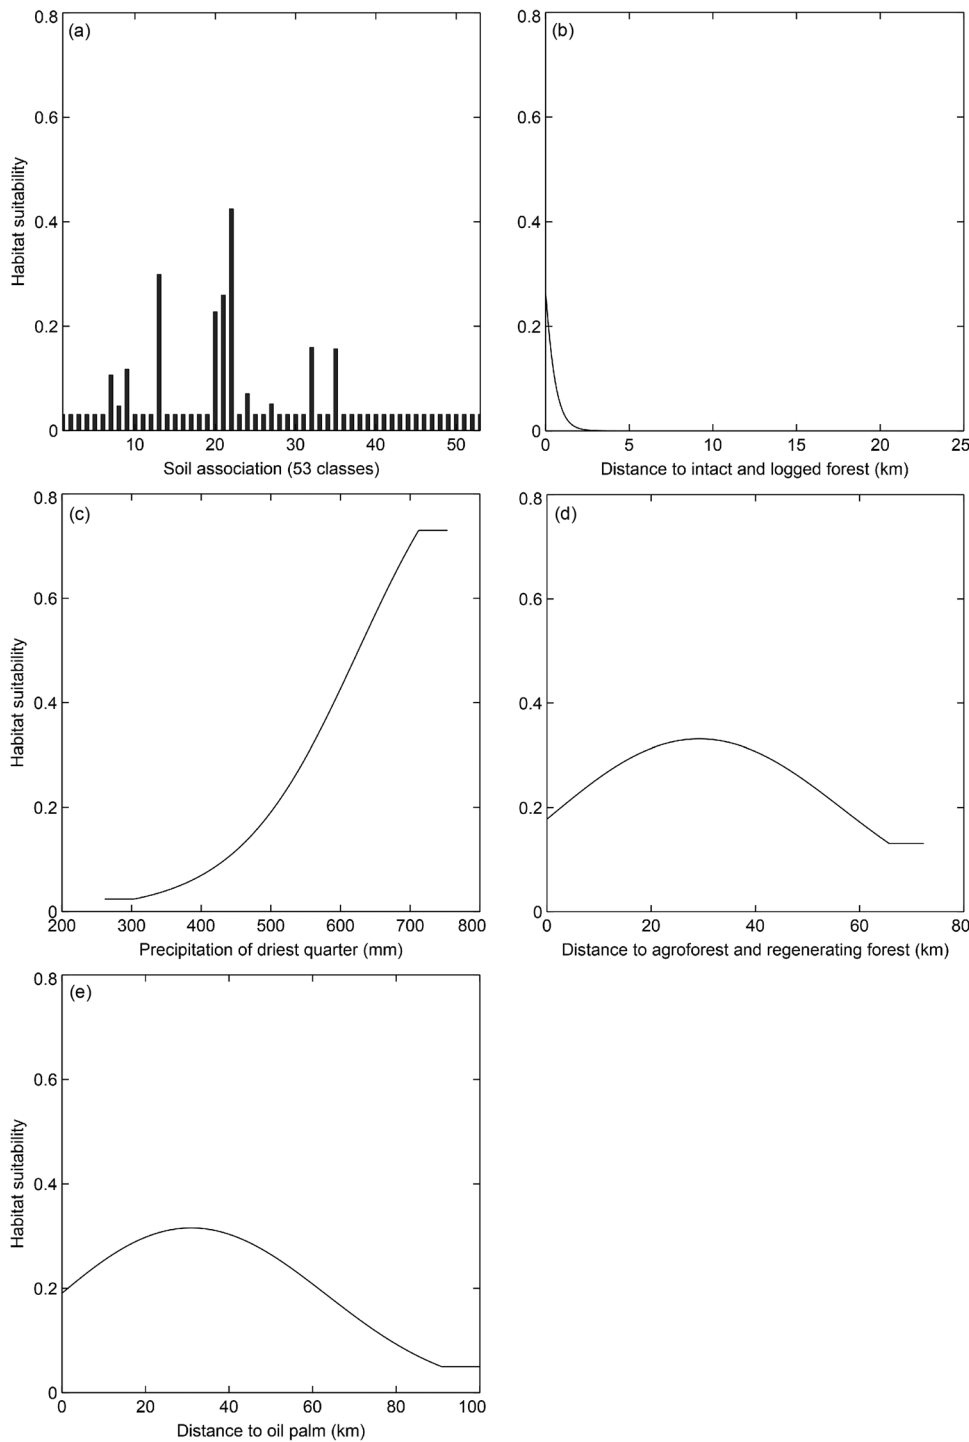 (a)
0.8
0.6
0.4
0.2
0
Habitat suitability
10 20 30 40 50
Soil association (53 classes)
(b)
0.8
0.6
0.4
0.2
0
0 5 10 15 20 25
Distance to intact and logged forest (km)
(c)
0.8
0.6
0.4
0.2
0
Habitat suitability
200 300 400 500 600 700 800
Precipitation of driest quarter (mm)
(d)
0.8
0.6
0.4
0.2
0
0 20 40 60 80
Distance to agroforest and regenerating forest (km)
(e)
0.8
0.6
0.4
0.2
0
Habitat suitability
0 20 40 60 80 100
Distance to oil palm (km)